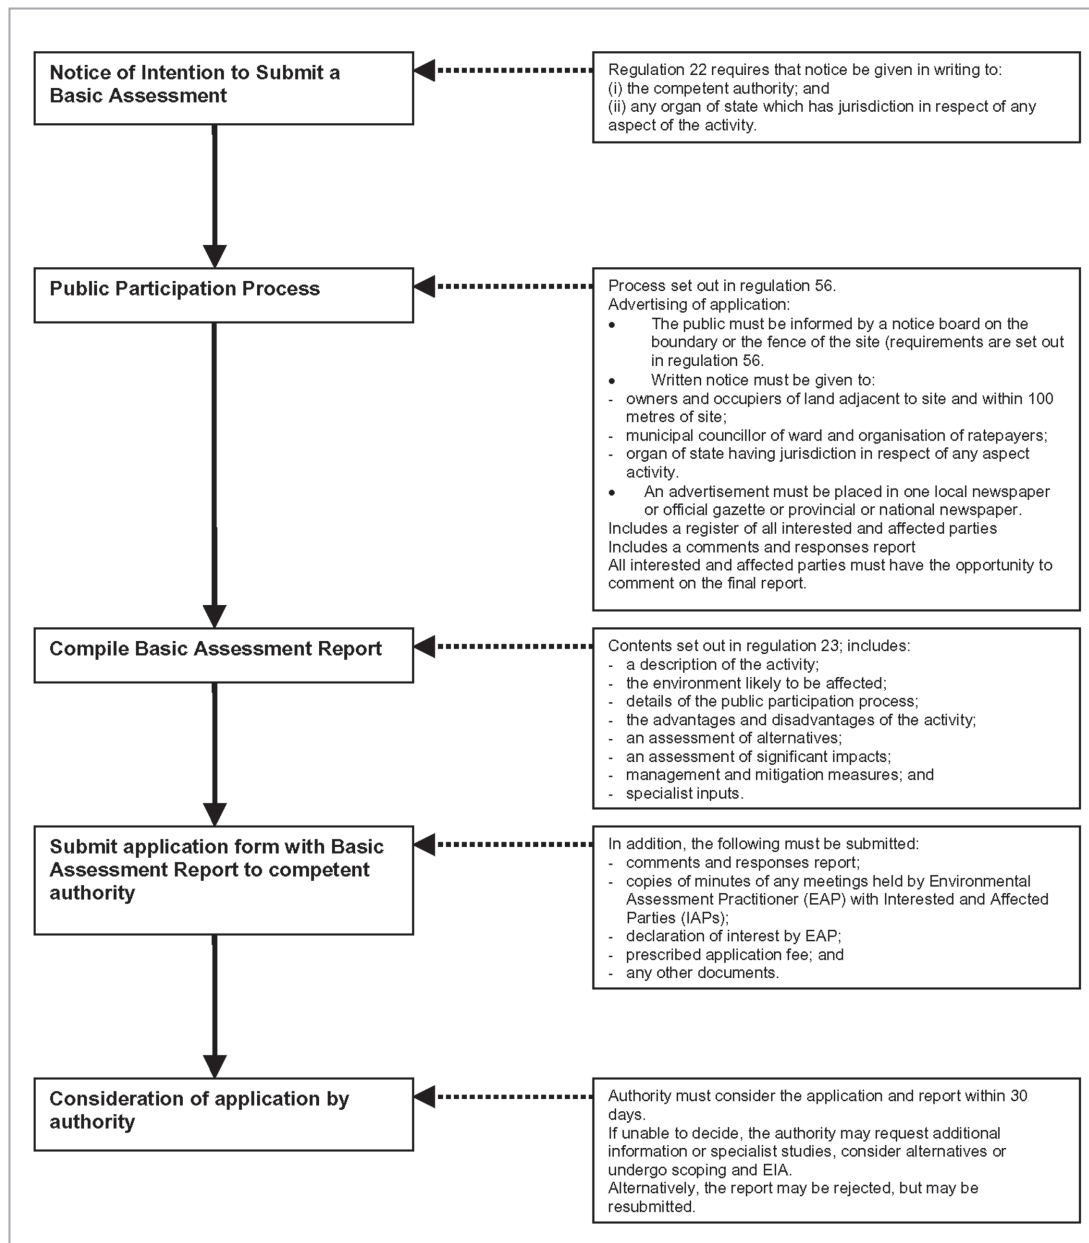 Notice of Intention to Submit a
Basic Assessment
Regulation 22 requires that notice be given in writing to:
(i) the competent authority; and
(ii) any organ of state which has jurisdiction in respect of any
aspect of the activity.
Public Participation Process
Process set out in regulation 56.
Advertising of application:
• The public must be informed by a notice board on the
boundary or the fence of the site (requirements are set out
in regulation 56.
• Written notice must be given to:
- owners and occupiers of land adjacent to site and within 100
metres of site;
- municipal councillor of ward and organisation of ratepayers;
- organ of state having jurisdiction in respect of any aspect
activity.
• An advertisement must be placed in one local newspaper
or official gazette or provincial or national newspaper.
Includes a register of all interested and affected parties
Includes a comments and responses report
All interested and affected parties must have the opportunity to
comment on the final report.
Compile Basic Assessment Report
Contents set out in regulation 23; includes:
- a description of the activity;
- the environment likely to be affected;
- details of the public participation process;
- the advantages and disadvantages of the activity;
- an assessment of alternatives;
- an assessment of significant impacts;
- management and mitigation measures; and
- specialist inputs.
Submit application form with Basic
Assessment Report to competent
authority
In addition, the following must be submitted:
- comments and responses report;
- copies of minutes of any meetings held by Environmental
Assessment Practitioner (EAP) with Interested and Affected
Parties (IAPs);
- declaration of interest by EAP;
- prescribed application fee; and
- any other documents.
Consideration of application by
authority
Authority must consider the application and report within 30
days.
If unable to decide, the authority may request additional
information or specialist studies, consider alternatives or
undergo scoping and EIA.
Alternatively, the report may be rejected, but may be
resubmitted.